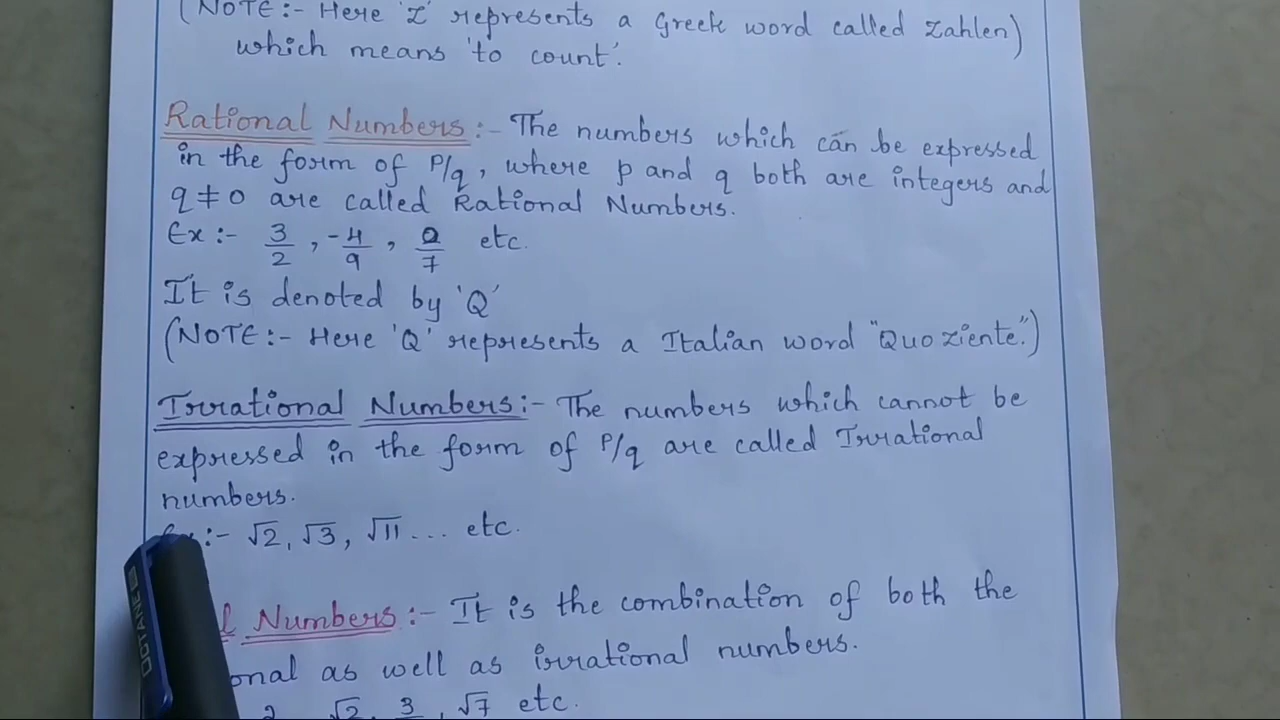 (NOTE:- Here 'Z' represents a Greek word called Zahlen)
which means 'to count'.
Rational Numbers:- The numbers which can be expressed
in the form of P/q, where p and q both are integers and
q ≠ 0 are called Rational Numbers.
Ex:- 3/2, -4/9, 0/7 etc.
It is denoted by 'Q'
(NOTE:- Here 'Q' represents a Italian word "Quoziente.")
Irrational Numbers:- The numbers which cannot be
expressed in the form of P/q are called Irrational
numbers.
Ex:- √2, √3, √11... etc.
Numbers:- It is the combination of both the
onal as well as irrational numbers.
2 √2, 3 , √7 etc.
OCTANE